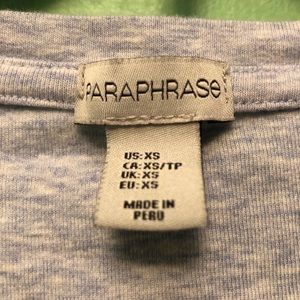 PARAPHRASe
US: XS
CA: XS/TP
UK: XS
EU: XS
MADE IN
PERU